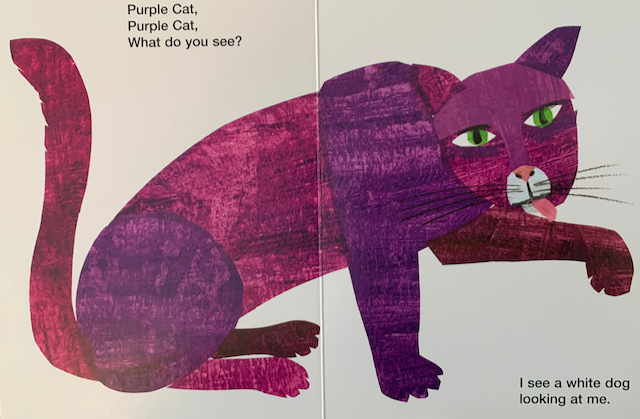 Purple Cat,
Purple Cat,
What do you see?
I see a white dog
looking at me.